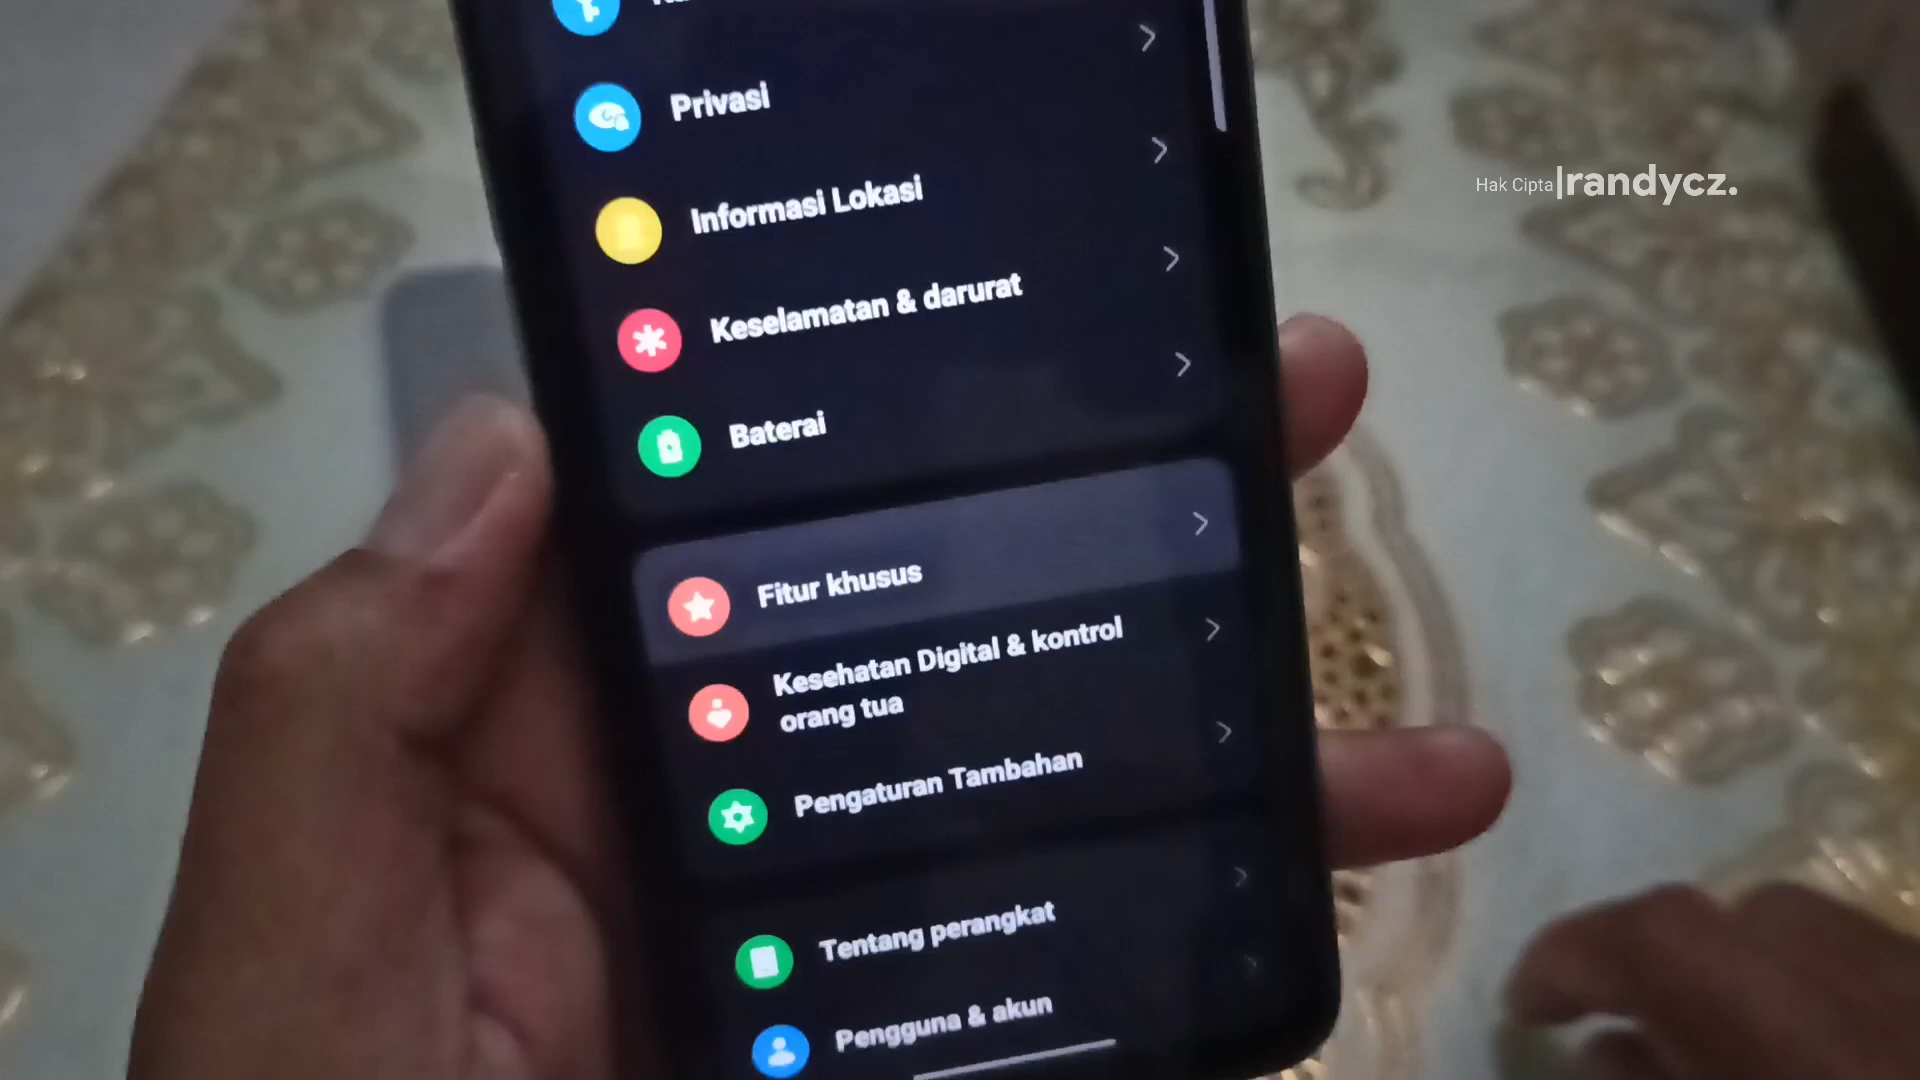 Privasi
Informasi Lokasi
Keselamatan & darurat
Baterai
Fitur khusus
Kesehatan Digital & kontrol
orang tua
Pengaturan Tambahan
Tentang perangkat
Pengguna & akun
Hak Cipta|randycz.